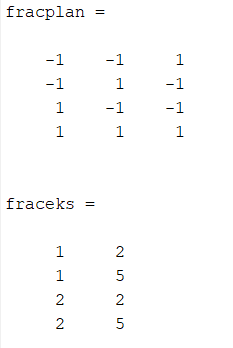 fracplan =
-1 -1 1
-1 1 -1
1 -1 -1
1 1 1
fraceks =
1 2
1 5
2 2
2 5